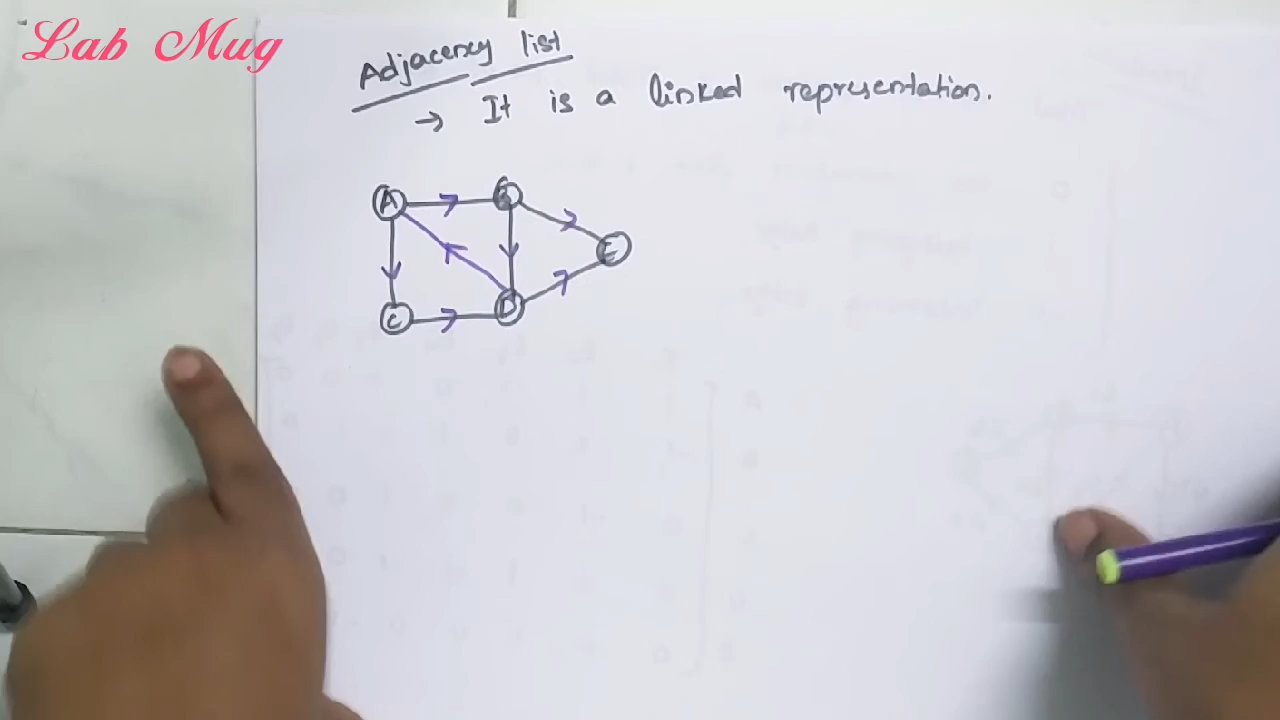 Lab Mug
Adjacency list
→ It is a linked representation.
A
B
E
C
D